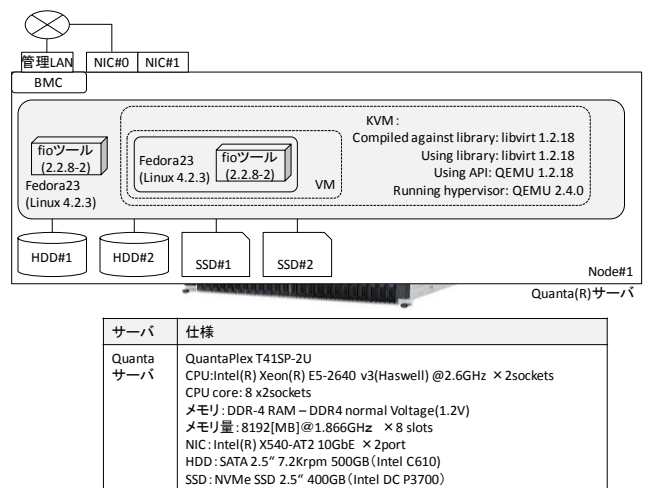 管理LAN NIC#0 NIC#1
BMC
KVM:
Compiled against library: libvirt 1.2.18
Using library: libvirt 1.2.18
Using API: QEMU 1.2.18
Running hypervisor: QEMU 2.4.0
fioツール
(2.2.8-2)
Fedora23
(Linux 4.2.3)
Fedora23
(Linux 4.2.3)
fioツール
(2.2.8-2)
VM
HDD#1 HDD#2 SSD#1 SSD#2
Node#1
Quanta(R)サーバ
サーバ 仕様
Quanta
サーバ
QuantaPlex T41SP-2U
CPU:Intel(R) Xeon(R) E5-2640 v3(Haswell) @2.6GHz ×2sockets
CPU core: 8 x2sockets
メモリ:DDR-4 RAM – DDR4 normal Voltage(1.2V)
メモリ量:8192[MB]@1.866GHz ×8 slots
NIC:Intel(R) X540-AT2 10GbE ×2port
HDD:SATA 2.5“ 7.2Krpm 500GB(Intel C610)
SSD:NVMe SSD 2.5“ 400GB(Intel DC P3700)